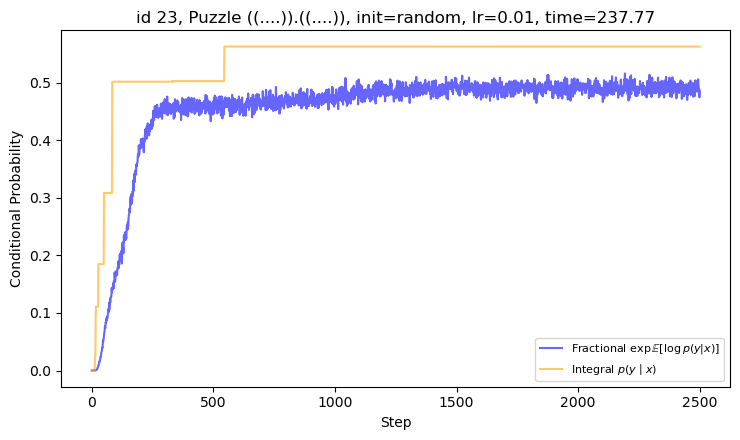 id 23, Puzzle ((....)).((....)), init=random, lr=0.01, time=237.77
Conditional Probability
0.5
0.4
0.3
0.2
0.1
0.0
Fractional exp𝔼[log p(y|x)]
Integral p(y | x)
0 500 1000 1500 2000 2500
Step